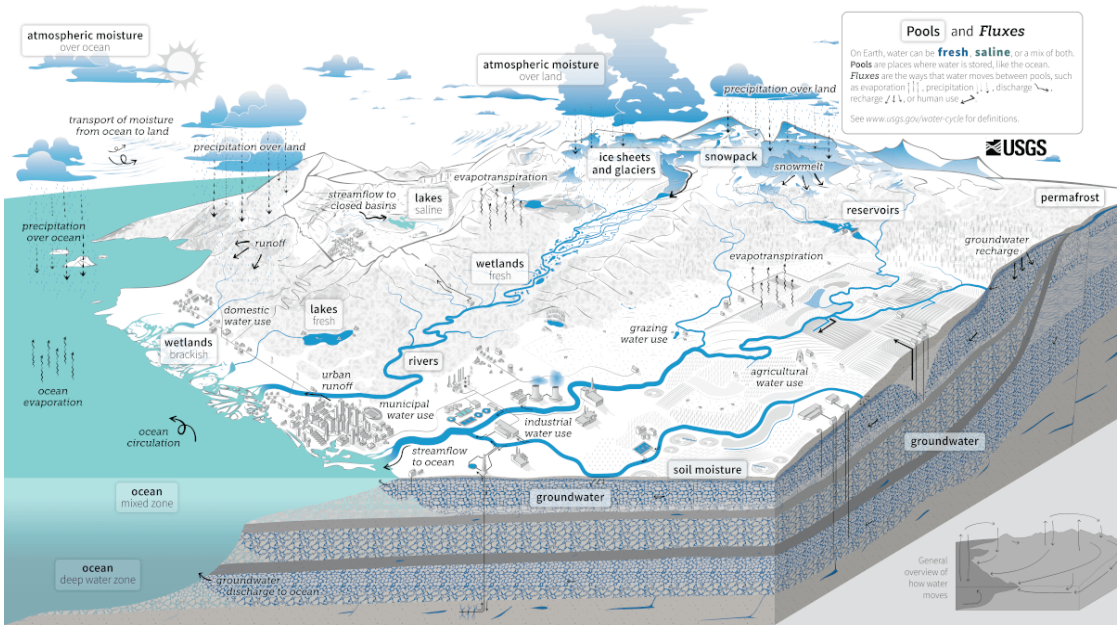 atmospheric moisture
over ocean
atmospheric moisture
over land
Pools and Fluxes
On Earth, water can be fresh, saline, or a mix of both.
Pools are places where water is stored, like the ocean.
Fluxes are the ways that water moves between pools, such
as evaporation, precipitation, discharge,
recharge, or human use
See www.usgs.gov/water-cycle for definitions.
USGS
precipitation over land
transport of moisture
from ocean to land
precipitation over land
ice sheets
and glaciers
snowpack
snowmelt
evapotranspiration
streamflow to
closed basins
lakes
saline
permafrost
reservoirs
precipitation
over ocean
runoff
groundwater
recharge
wetlands
fresh
evapotranspiration
domestic
water use
lakes
fresh
wetlands
brackish
grazing
water use
rivers
ocean
evaporation
urban
runoff
agricultural
water use
municipal
water use
industrial
water use
ocean
circulation
streamflow
to ocean
soil moisture
groundwater
groundwater
ocean
mixed zone
ocean
deep water zone
groundwater
discharge to ocean
General
overview of
how water
moves